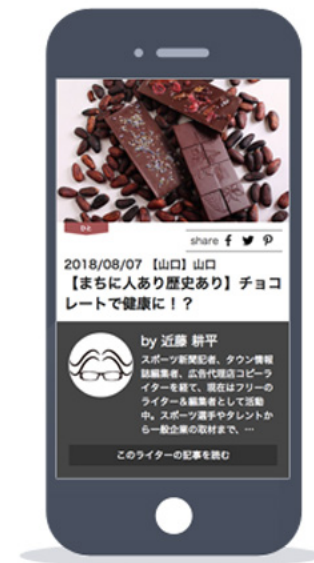 ひと
share
2018/08/07 【山口】山口
【まちに人あり歴史あり】チョコ
レートで健康に！？
by 近藤 耕平
スポーツ新聞記者、タウン情報
誌編集者、広告代理店コピーラ
イターを経て、現在はフリーの
ライター＆編集者として活動
中。スポーツ選手やタレントか
ら一般企業の取材まで、…
このライターの記事を読む